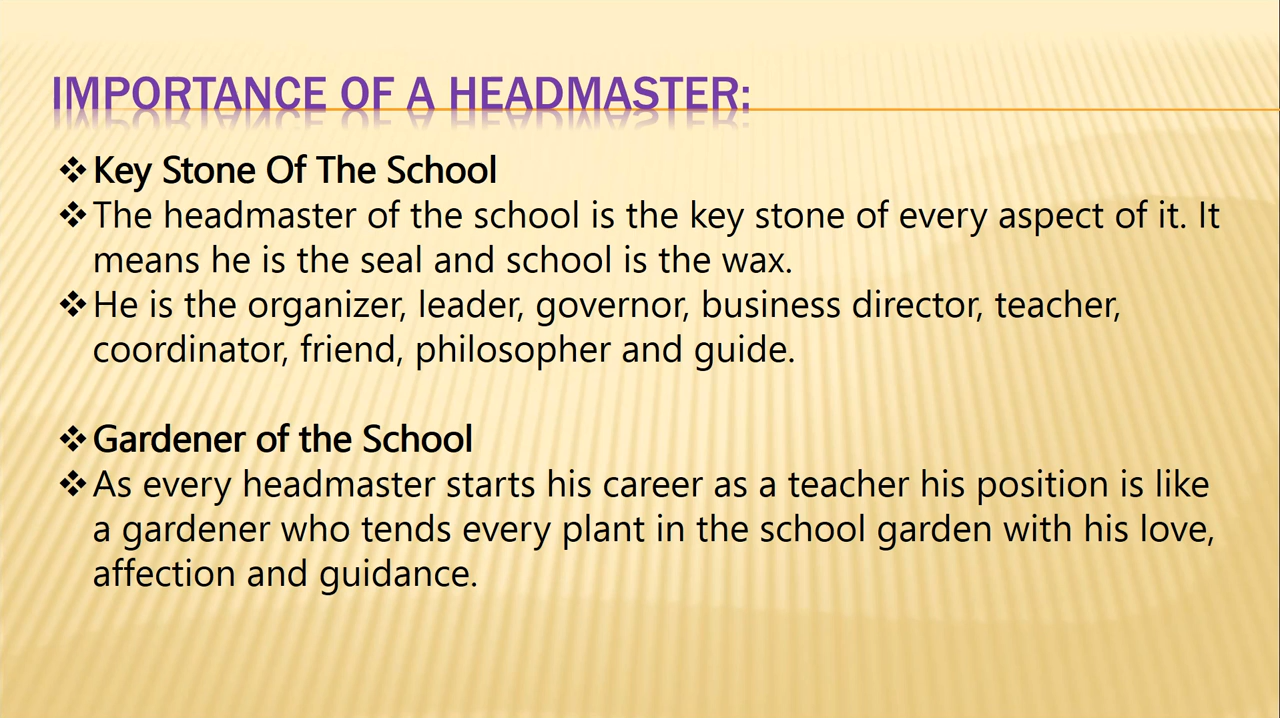 IMPORTANCE OF A HEADMASTER:
❖Key Stone Of The School
❖The headmaster of the school is the key stone of every aspect of it. It
means he is the seal and school is the wax.
❖He is the organizer, leader, governor, business director, teacher,
coordinator, friend, philosopher and guide.
❖Gardener of the School
❖As every headmaster starts his career as a teacher his position is like
a gardener who tends every plant in the school garden with his love,
affection and guidance.